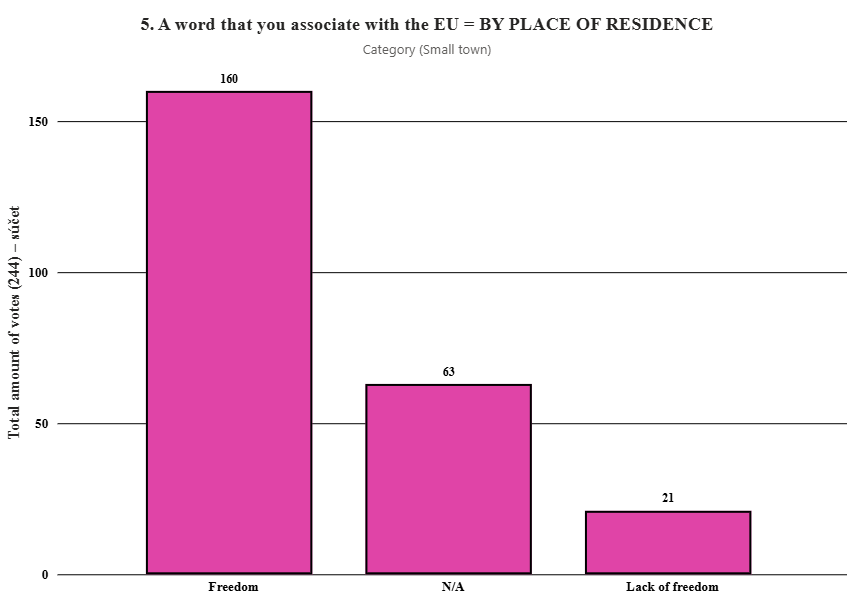 5. A word that you associate with the EU = BY PLACE OF RESIDENCE
Category (Small town)
Total amount of votes (244) – súčet
150
100
50
0
160
63
21
Freedom
N/A
Lack of freedom